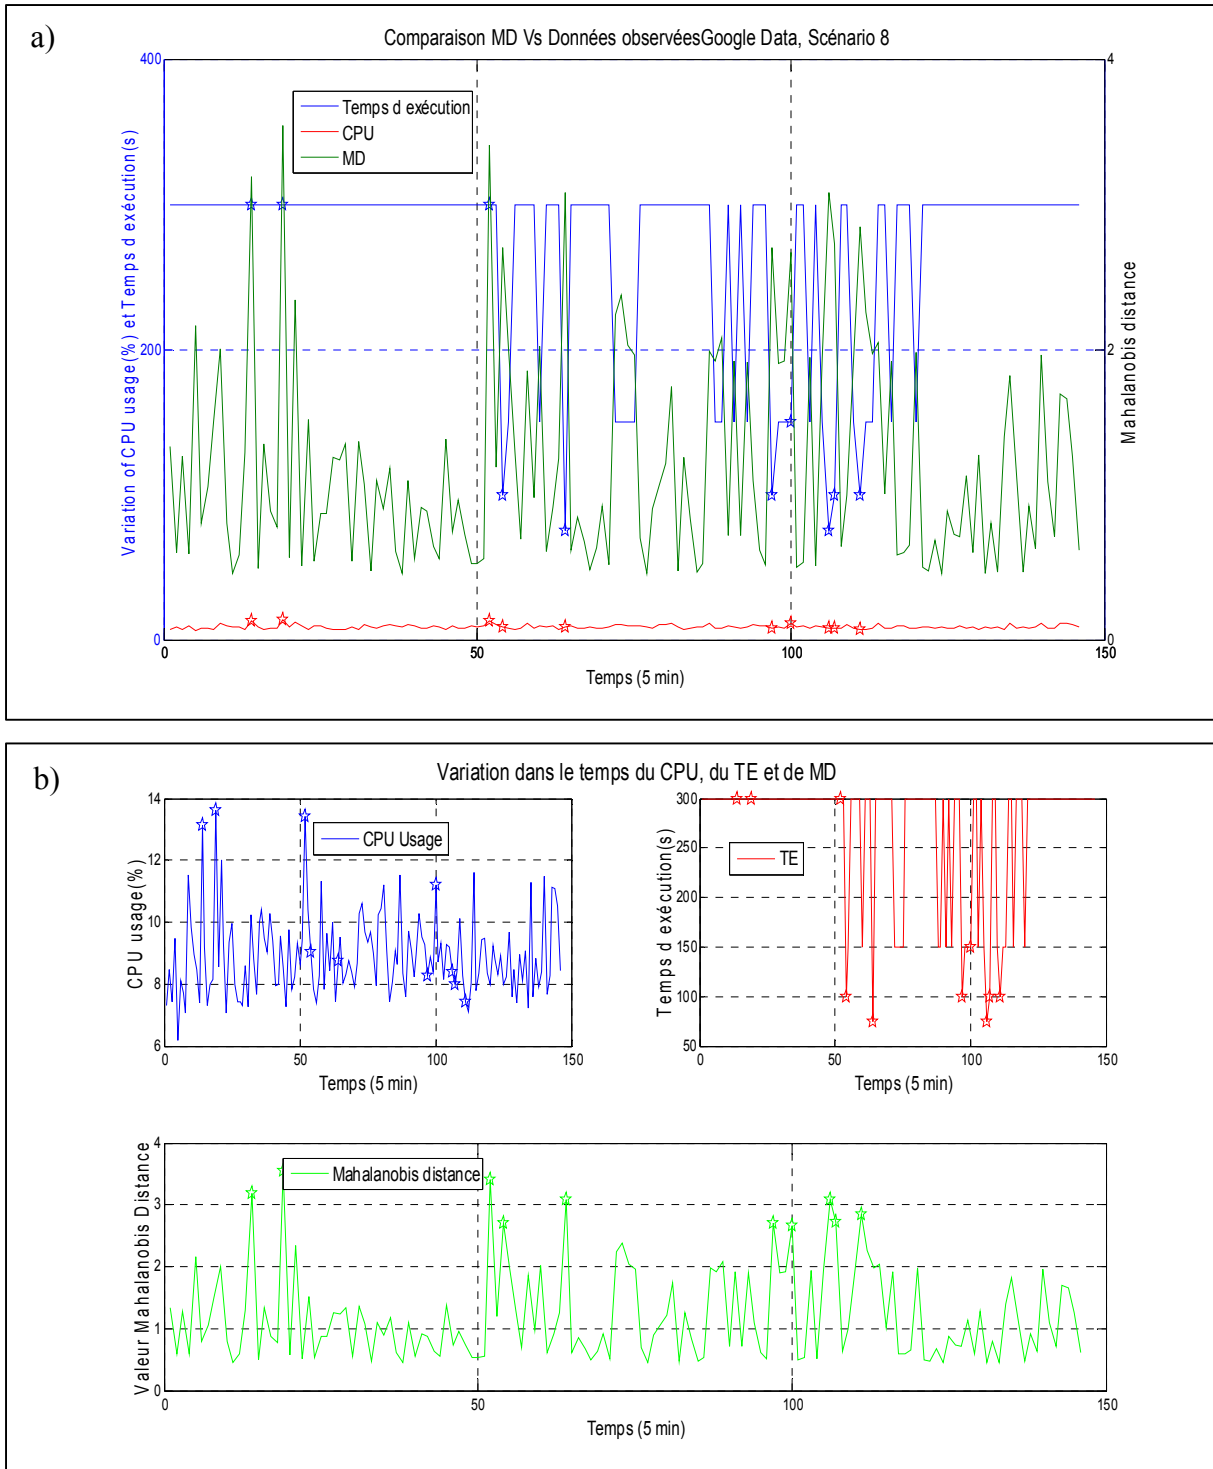 a)
Comparaison MD Vs Données observéesGoogle Data, Scénario 8
400
4
Temps d exécution
CPU
MD
Variation of CPU usage(%) et Temps d exécution(s)
200
2
Mahalanobis distance
0
0
50
100
150
Temps (5 min)
b)
Variation dans le temps du CPU, du TE et de MD
14
12
10
8
6
CPU usage(%)
CPU Usage
0
50
100
150
Temps (5 min)
300
250
200
150
100
50
Temps d exécution(s)
TE
0
50
100
150
Temps (5 min)
4
3
2
1
0
Valeur Mahalanobis Distance
Mahalanobis distance
0
50
100
150
Temps (5 min)